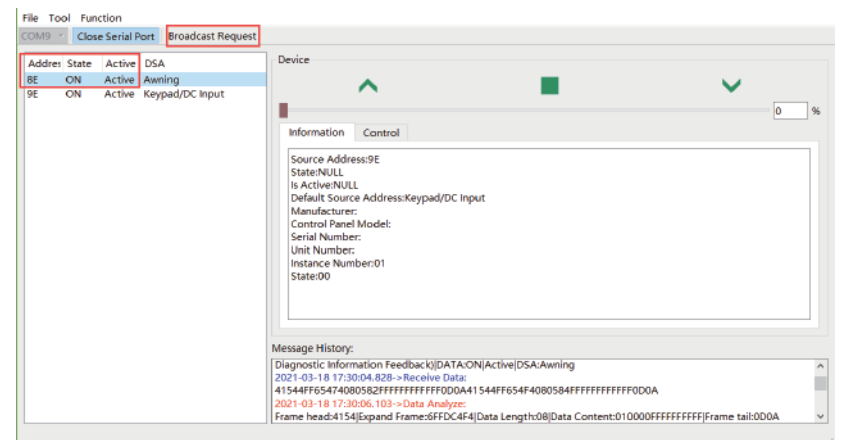 File Tool Function
COM9 Close Serial Port Broadcast Request
Addres State Active DSA
8E ON Active Awning
9E ON Active Keypad/DC Input
Device
0 %
Information Control
Source Address:9E
State:NULL
Is Active:NULL
Default Source Address:Keypad/DC Input
Manufacturer:
Control Panel Model:
Serial Number:
Unit Number:
Instance Number:01
State:00
Message History:
Diagnostic Information Feedback)|DATA:ON|Active|DSA:Awning
2021-03-18 17:30:04.828->Receive Data:
41544FF65474080582FFFFFFFFFFFF0D0A41544FF654F4080584FFFFFFFFFFFF0D0A
2021-03-18 17:30:06.103->Data Analyze:
Frame head:4154|Expand Frame:6FFDC4F4|Data Length:08|Data Content:010000FFFFFFFFFF|Frame tail:0D0A